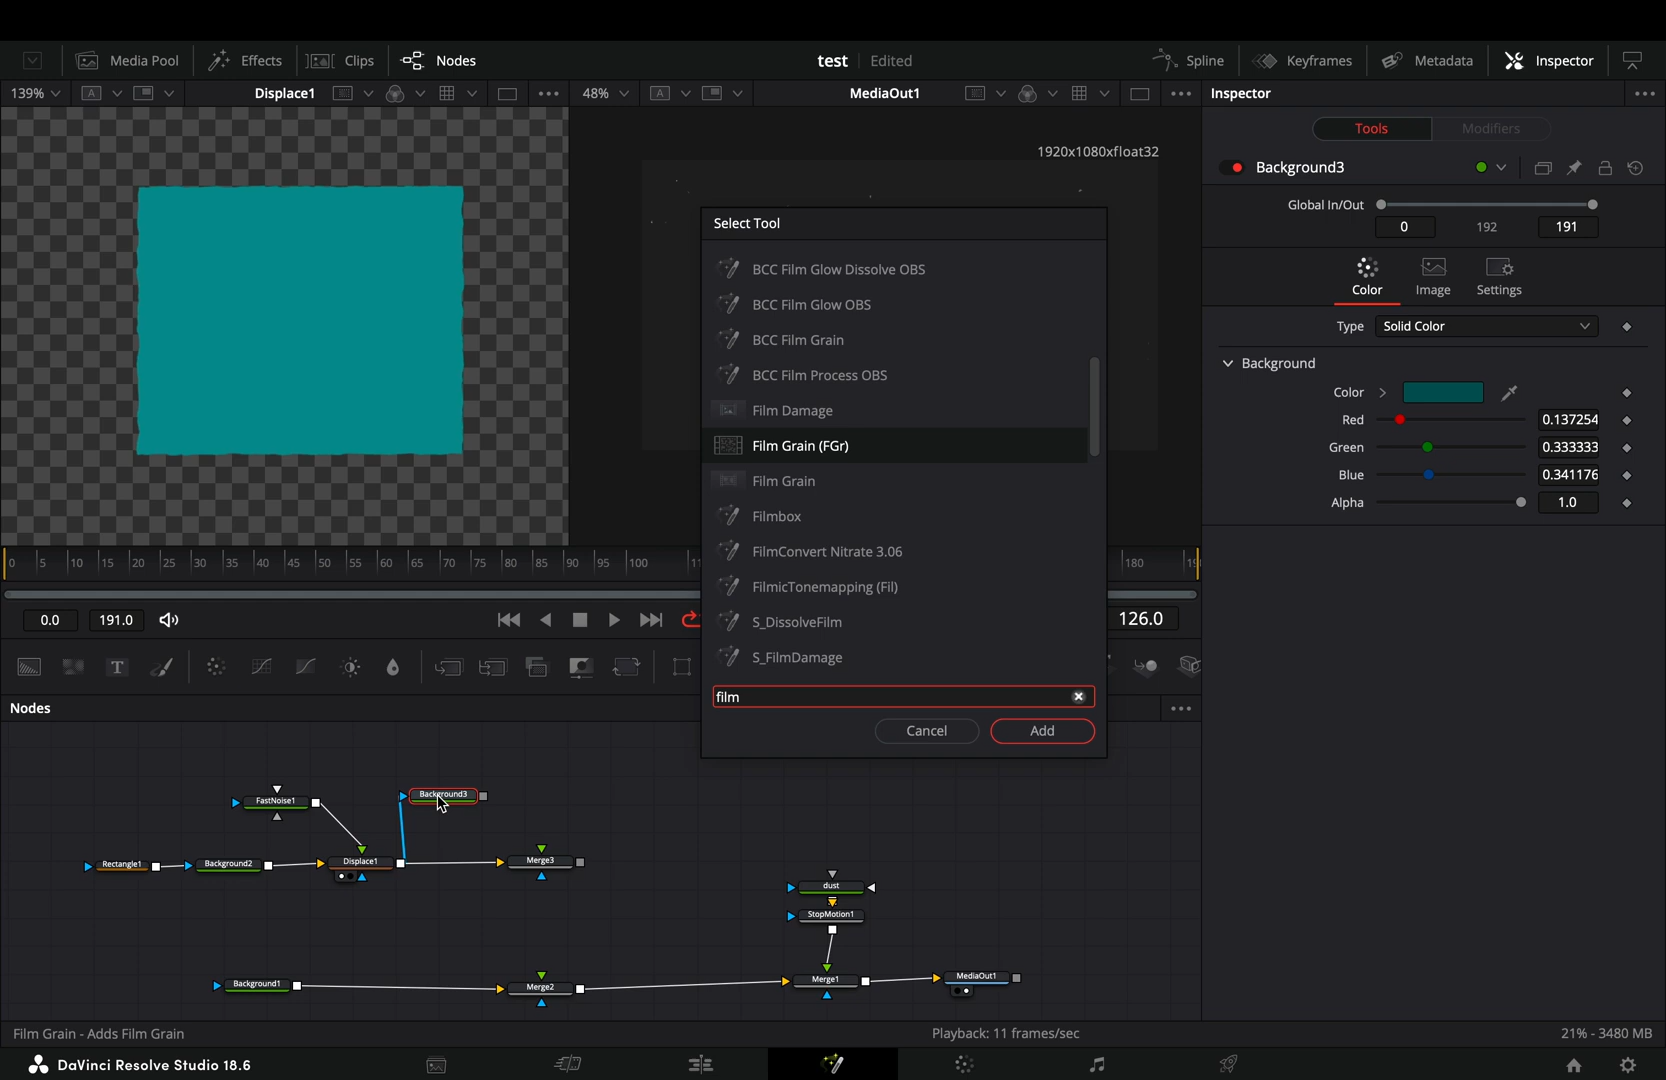 Media Pool
Effects
Clips
Nodes
test
Edited
Spline
Keyframes
Metadata
Inspector
139%
A
Displace1
48%
A
MediaOut1
Inspector
1920x1080xfloat32
Tools
Modifiers
Background3
Global In/Out
0
192
191
Color
Image
Settings
Type
Solid Color
Background
Color
Red
0.137254
Green
0.333333
Blue
0.341176
Alpha
1.0
Select Tool
BCC Film Glow Dissolve OBS
BCC Film Glow OBS
BCC Film Grain
BCC Film Process OBS
Film Damage
Film Grain (FGr)
Film Grain
Filmbox
FilmConvert Nitrate 3.06
FilmicTonemapping (Fil)
S_DissolveFilm
S_FilmDamage
film
Cancel
Add
0 5 10 15 20 25 30 35 40 45 50 55 60 65 70 75 80 85 90 95 100
180
0.0
191.0
126.0
T
Nodes
FastNoise1
Background3
Rectangle1
Background2
Displace1
Merge3
dust
StopMotion1
Background1
Merge2
Merge1
MediaOut1
Film Grain - Adds Film Grain
Playback: 11 frames/sec
21% - 3480 MB
DaVinci Resolve Studio 18.6